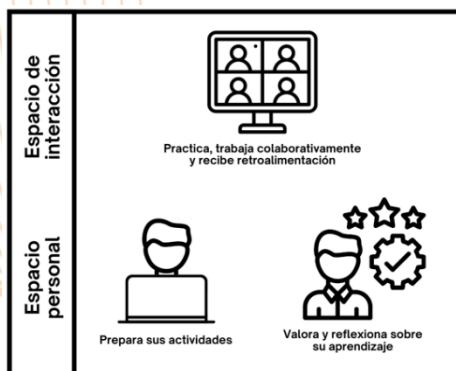 Espacio de
interacción
Practica, trabaja colaborativamente
y recibe retroalimentación
Espacio
personal
Prepara sus actividades
Valora y reflexiona sobre
su aprendizaje